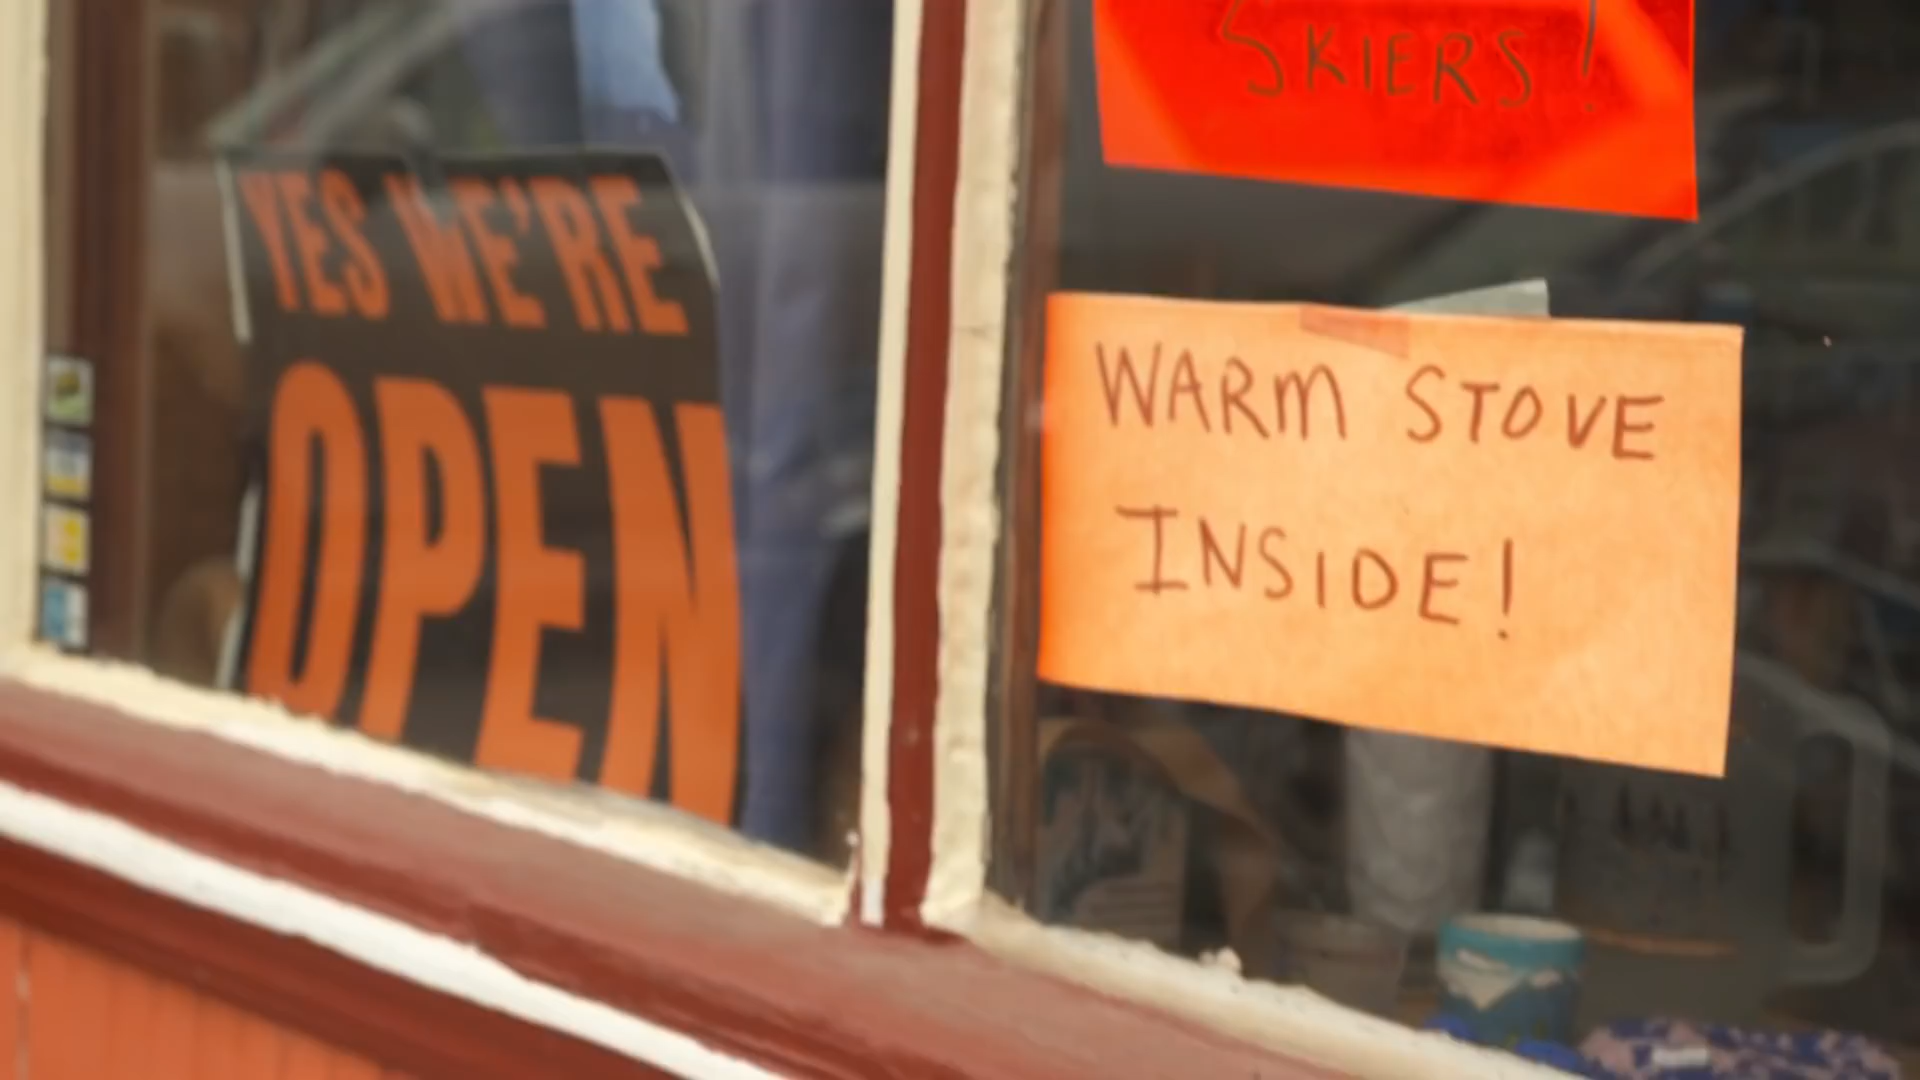 YES WE'RE
OPEN
SKIERS!
WARM STOVE
INSIDE!